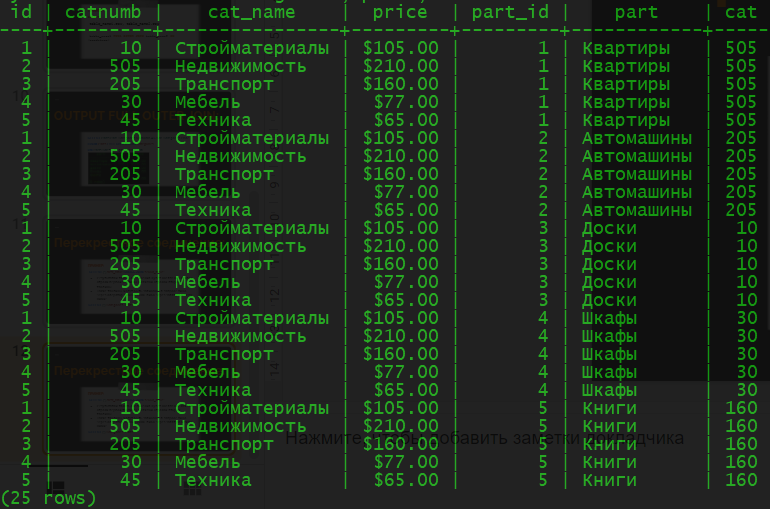 id | catnumb | cat_name | price | part_id | part | cat
----+---------+----------------+---------+---------+------------+-----
1 | 10 | Стройматериалы | $105.00 | 1 | Квартиры | 505
2 | 505 | Недвижимость | $210.00 | 1 | Квартиры | 505
3 | 205 | Транспорт | $160.00 | 1 | Квартиры | 505
4 | 30 | Мебель | $77.00 | 1 | Квартиры | 505
5 | 45 | Техника | $65.00 | 1 | Квартиры | 505
1 | 10 | Стройматериалы | $105.00 | 2 | Автомашины | 205
2 | 505 | Недвижимость | $210.00 | 2 | Автомашины | 205
3 | 205 | Транспорт | $160.00 | 2 | Автомашины | 205
4 | 30 | Мебель | $77.00 | 2 | Автомашины | 205
5 | 45 | Техника | $65.00 | 2 | Автомашины | 205
1 | 10 | Стройматериалы | $105.00 | 3 | Доски | 10
2 | 505 | Недвижимость | $210.00 | 3 | Доски | 10
3 | 205 | Транспорт | $160.00 | 3 | Доски | 10
4 | 30 | Мебель | $77.00 | 3 | Доски | 10
5 | 45 | Техника | $65.00 | 3 | Доски | 10
1 | 10 | Стройматериалы | $105.00 | 4 | Шкафы | 30
2 | 505 | Недвижимость | $210.00 | 4 | Шкафы | 30
3 | 205 | Транспорт | $160.00 | 4 | Шкафы | 30
4 | 30 | Мебель | $77.00 | 4 | Шкафы | 30
5 | 45 | Техника | $65.00 | 4 | Шкафы | 30
1 | 10 | Стройматериалы | $105.00 | 5 | Книги | 160
2 | 505 | Недвижимость | $210.00 | 5 | Книги | 160
3 | 205 | Транспорт | $160.00 | 5 | Книги | 160
4 | 30 | Мебель | $77.00 | 5 | Книги | 160
5 | 45 | Техника | $65.00 | 5 | Книги | 160
(25 rows)